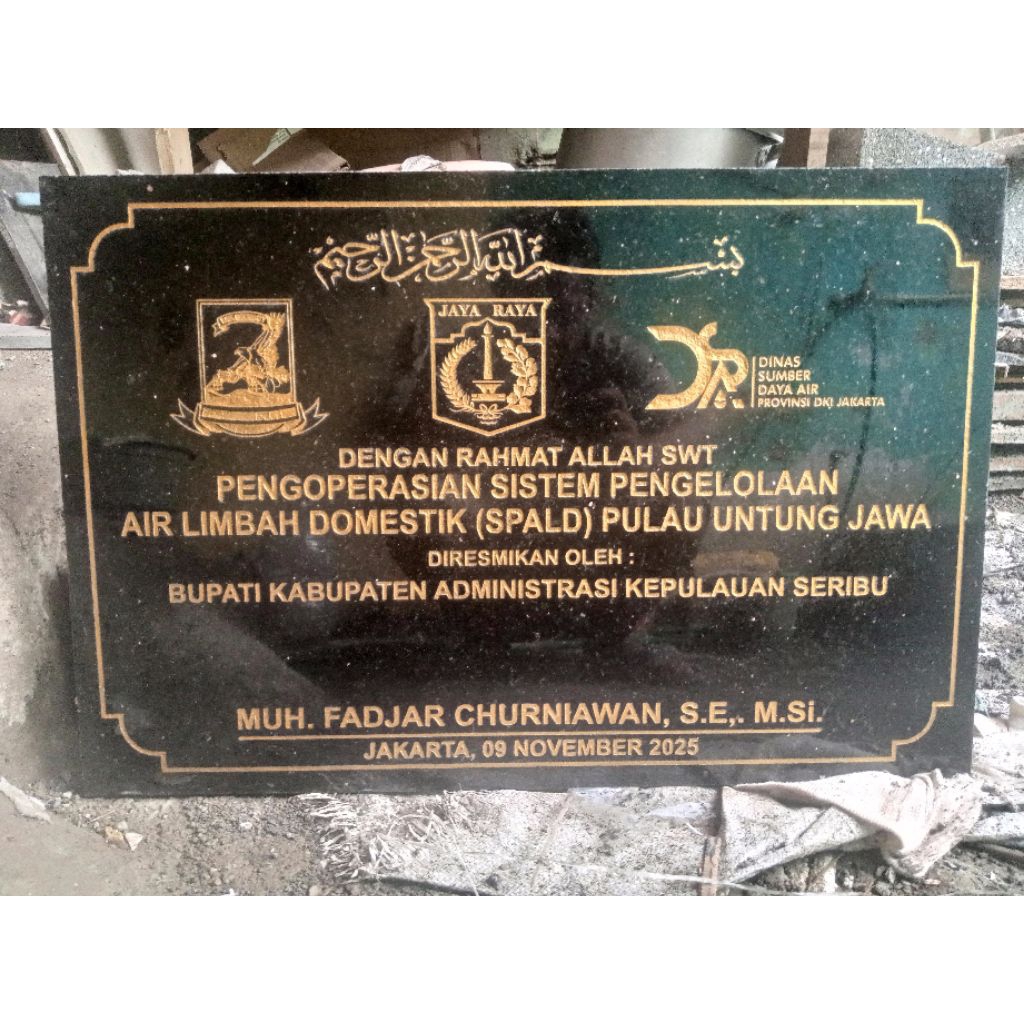 بسم الله الرحمن الرحيم
JAYA RAYA
DINAS
SUMBER
DAYA AIR
PROVINSI DKI JAKARTA
DENGAN RAHMAT ALLAH SWT
PENGOPERASIAN SISTEM PENGELOLAAN
AIR LIMBAH DOMESTIK (SPALD) PULAU UNTUNG JAWA
DIRESMIKAN OLEH :
BUPATI KABUPATEN ADMINISTRASI KEPULAUAN SERIBU
MUH. FADJAR CHURNIAWAN, S.E,. M.Si.
JAKARTA, 09 NOVEMBER 2025